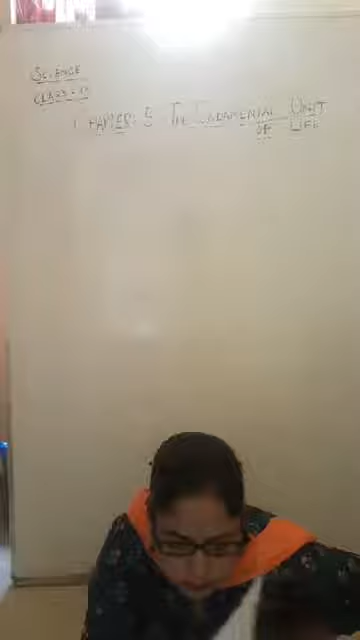 SCIENCE
CLASS - 9
CHAPTER: 5 THE FUNDAMENTAL UNIT
OF LIFE